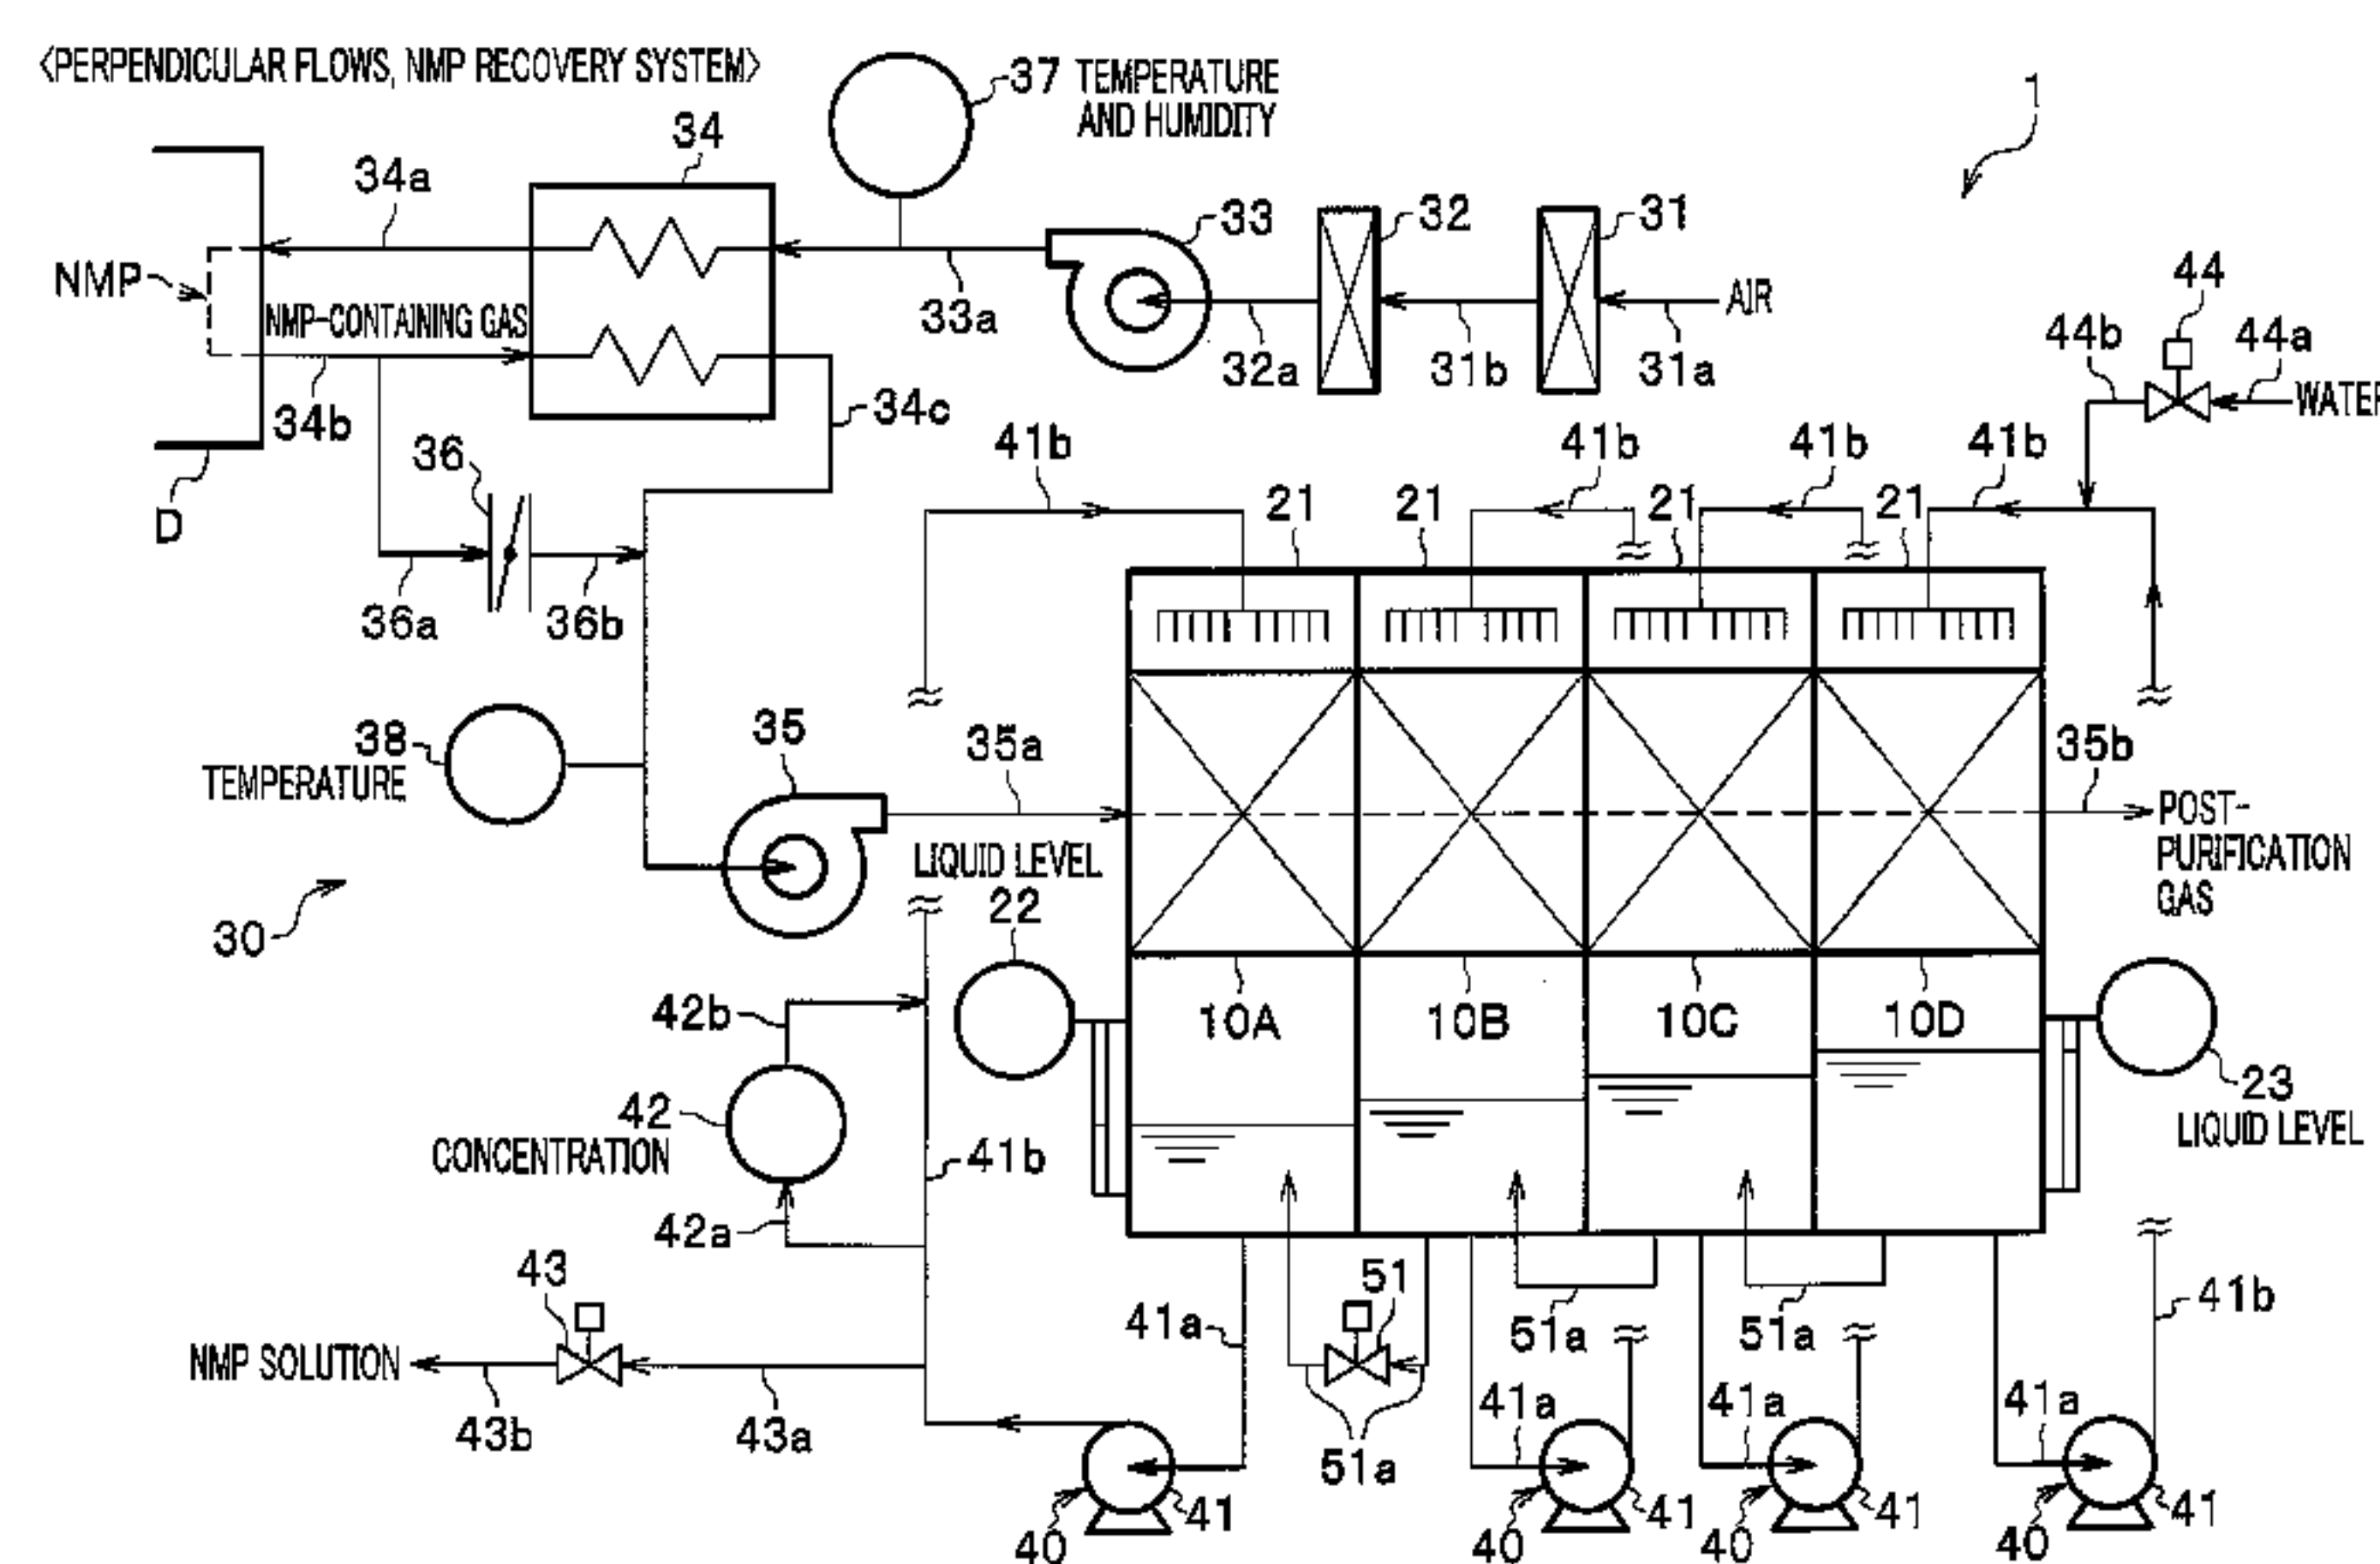 <PERPENDICULAR FLOWS, NMP RECOVERY SYSTEM>
37 TEMPERATURE
AND HUMIDITY
1
34
34a
33
32
31
NMP
NMP-CONTAINING GAS
AIR
33a
32a
31b
31a
44
44b
44a
WATER
34b
34c
36
41b
41b
41b
41b
D
21
21
21
21
36a
36b
38
TEMPERATURE
35
35a
35b
POST-
PURIFICATION
GAS
LIQUID LEVEL
22
30
42b
10A
10B
10C
10D
42
CONCENTRATION
23
LIQUID LEVEL
41b
42a
43
51
41a
51a
51a
41b
NMP SOLUTION
43b
43a
51a
41a
41a
41a
40
41
40
41
40
41
40
41